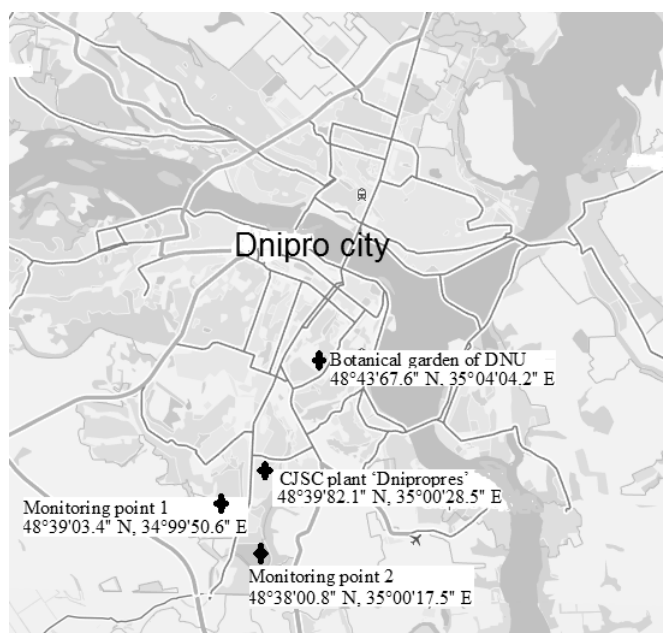 Dnipro city
Botanical garden of DNU
48°43'67.6" N. 35°04'04.2" E
CJSC plant ‘Dnipropres’
48°39'82.1" N, 35°00'28.5" E
Monitoring point 1
48°39'03.4" N, 34°99'50.6" E
Monitoring point 2
48°38'00.8" N, 35°00'17.5" E